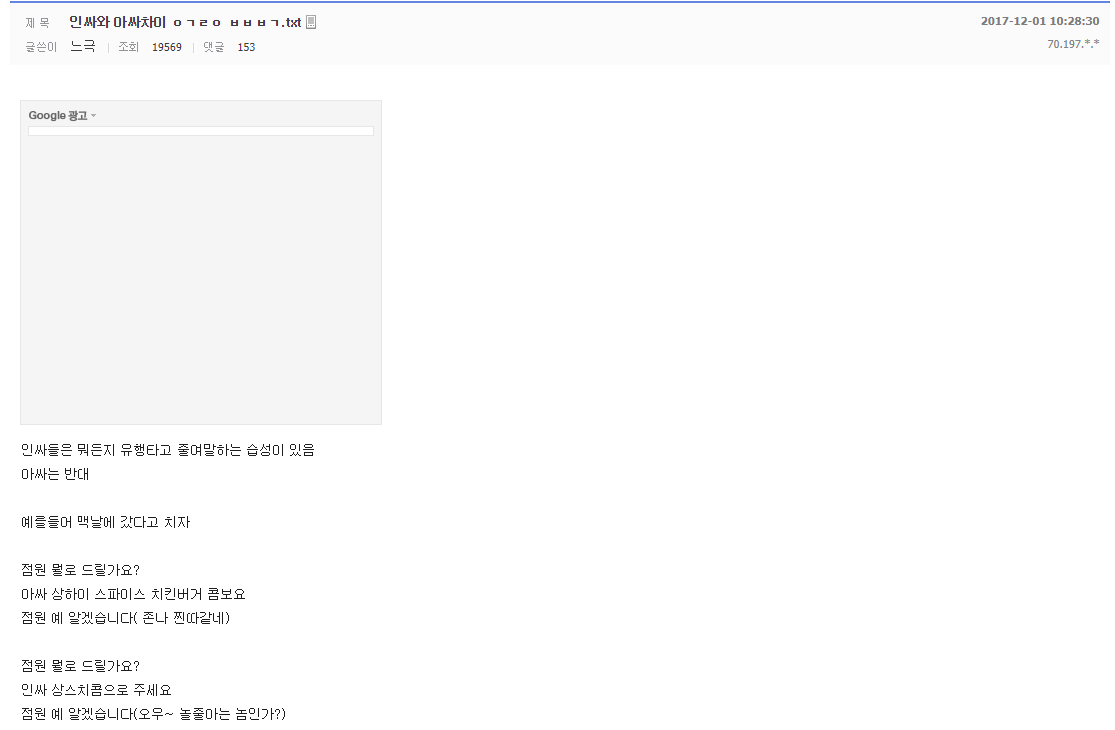 제 목 인싸와 아싸차이 ㅇㄱㄹㅇ ㅂㅂㅂㄱ.txt
2017-12-01 10:28:30
글쓴이 느극 조회 19569 댓글 153
70.197.*.*
Google 광고
인싸들은 뭐든지 유행타고 줄여말하는 습성이 있음
아싸는 반대
예를들어 맥날에 갔다고 치자
점원 뭘로 드릴가요?
아싸 상하이 스파이스 치킨버거 콤보요
점원 예 알겠습니다( 존나 찐따같네)
점원 뭘로 드릴가요?
인싸 상스치콤으로 주세요
점원 예 알겠습니다(오우~ 놀줄아는 놈인가?)